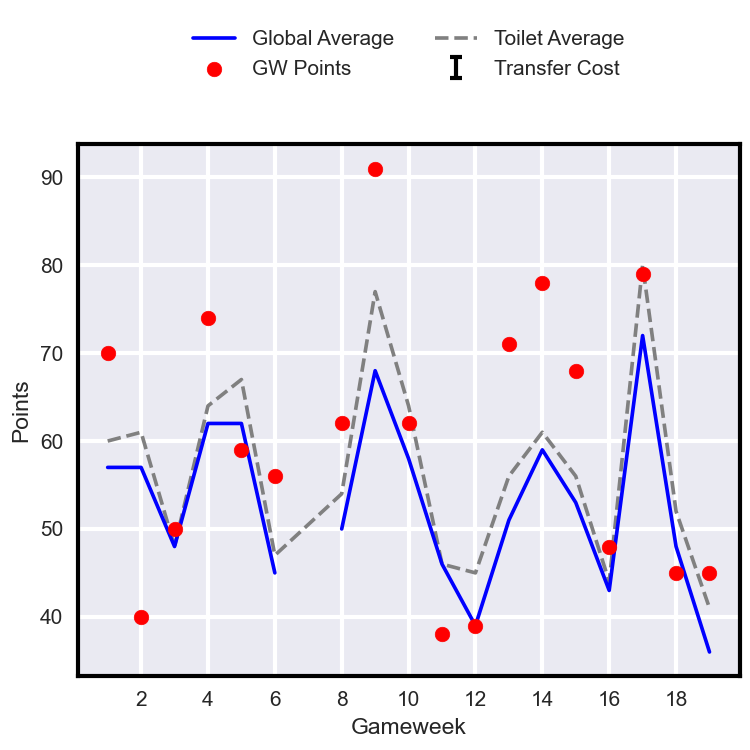 Global Average
Toilet Average
GW Points
Transfer Cost
90
80
70
60
50
40
Points
2 4 6 8 10 12 14 16 18
Gameweek